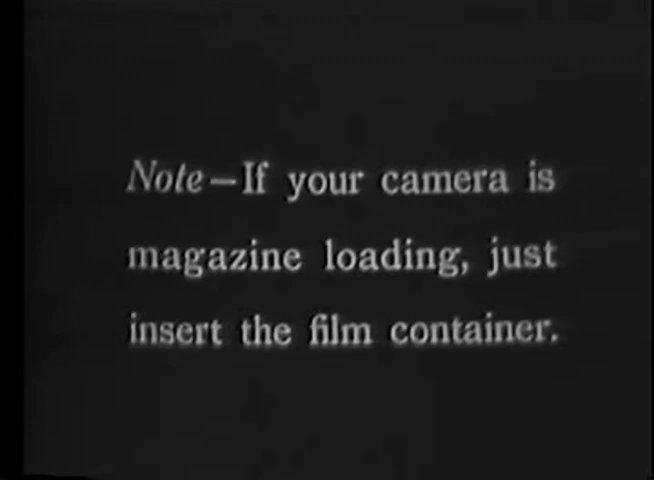 Note—If your camera is
magazine loading, just
insert the film container.